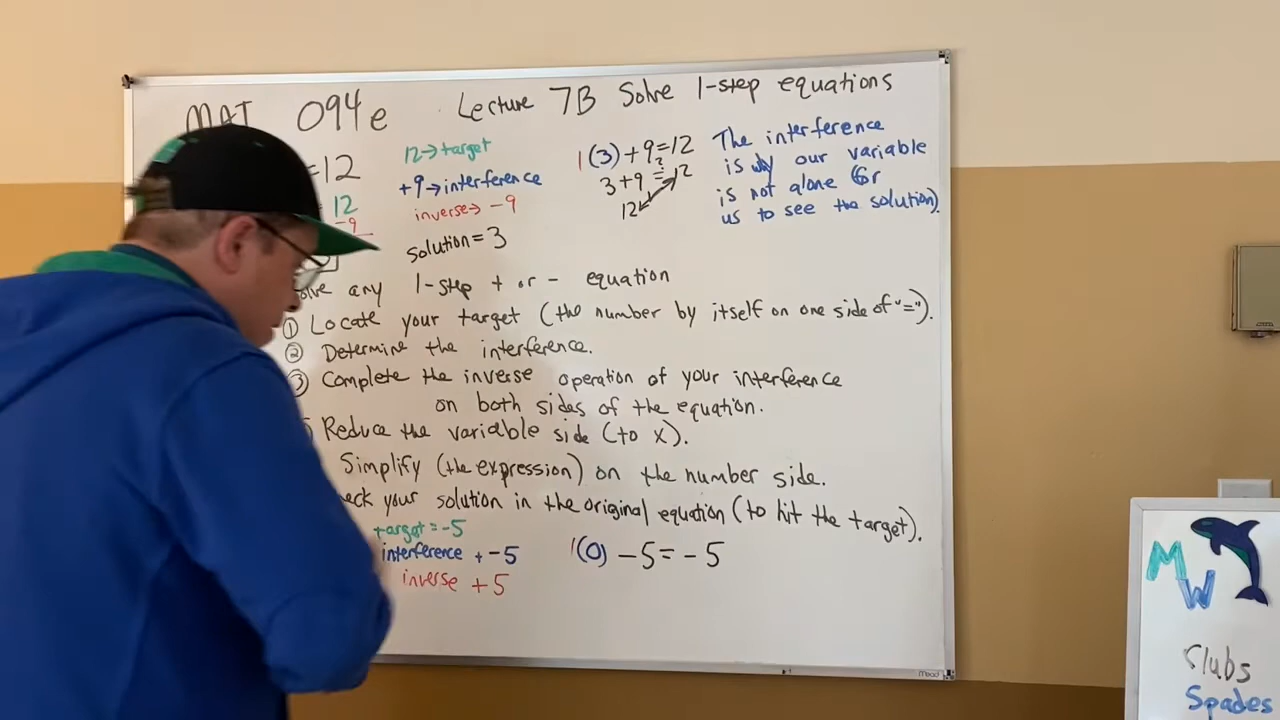 MAT 094e
Lecture 7B Solve 1-step equations
=12
12
-9
12→target
+9→interference
inverse→ -9
solution=3
1(3)+9=12
3+9 ?= 12
12
The interference
is why our variable
is not alone (for
us to see the solution).
any 1-step + or - equation
① Locate your target (the number by itself on one side of "=").
② Determine the interference.
③ Complete the inverse operation of your interference
on both sides of the equation.
Reduce the variable side (to x).
Simplify (the expression) on the number side.
your solution in the original equation (to hit the target).
target=-5
interference +-5
inverse +5
1(0) -5=-5
MW
Clubs
Spades